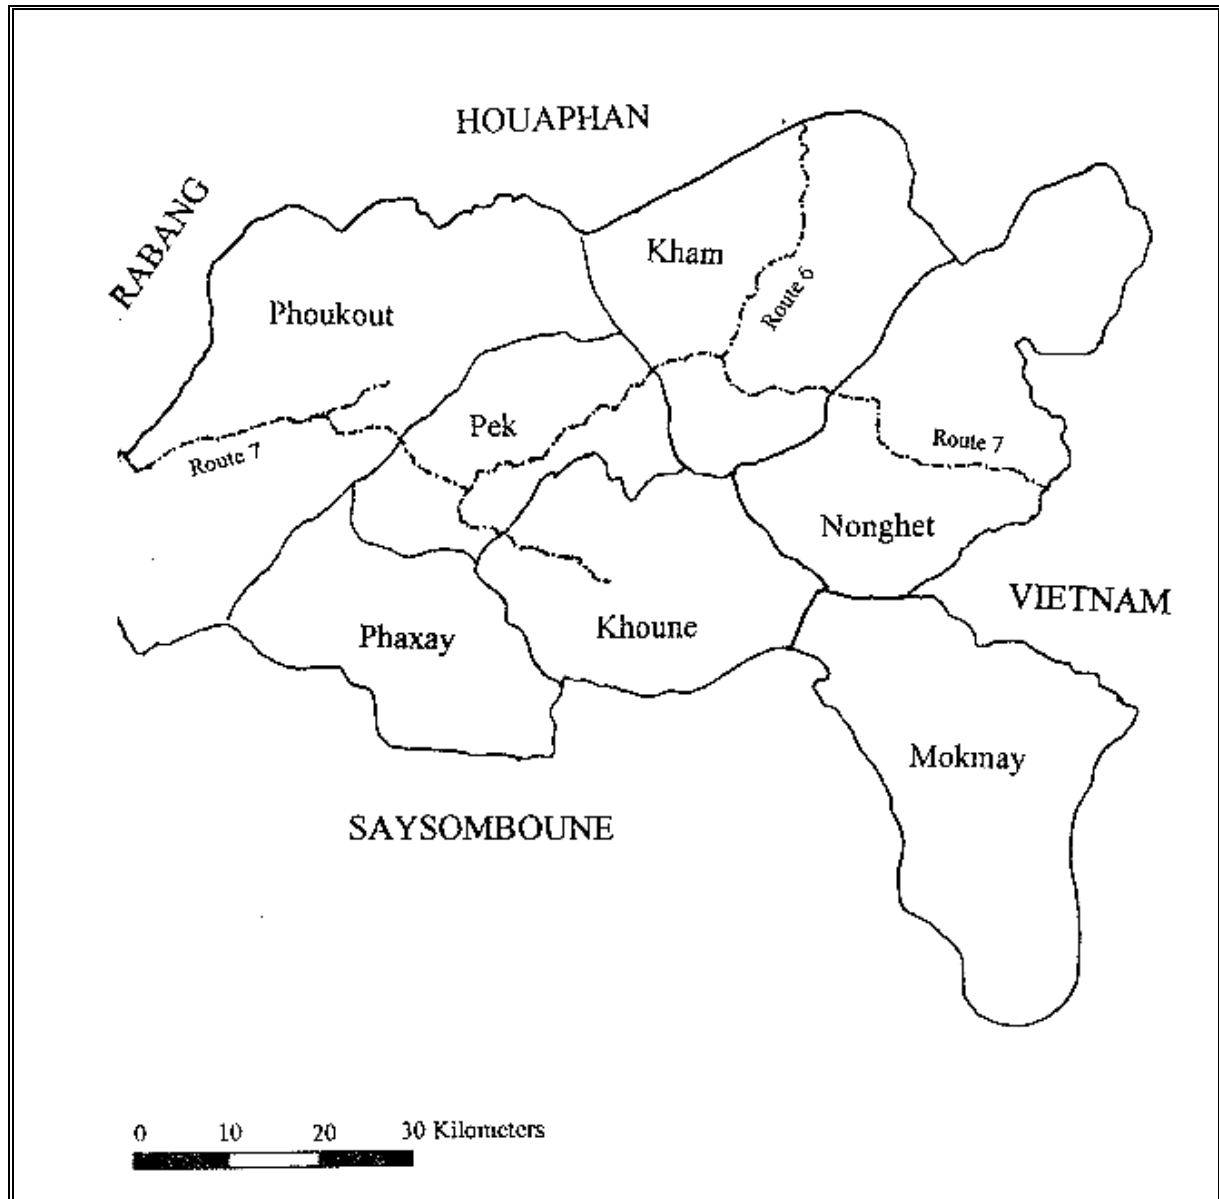 HOUAPHAN
RABANG
Kham
Route 6
Phoukout
Pek
Route 7
Route 7
Nonghet
VIETNAM
Khoune
Phaxay
Mokmay
SAYSOMBOUNE
0 10 20 30 Kilometers